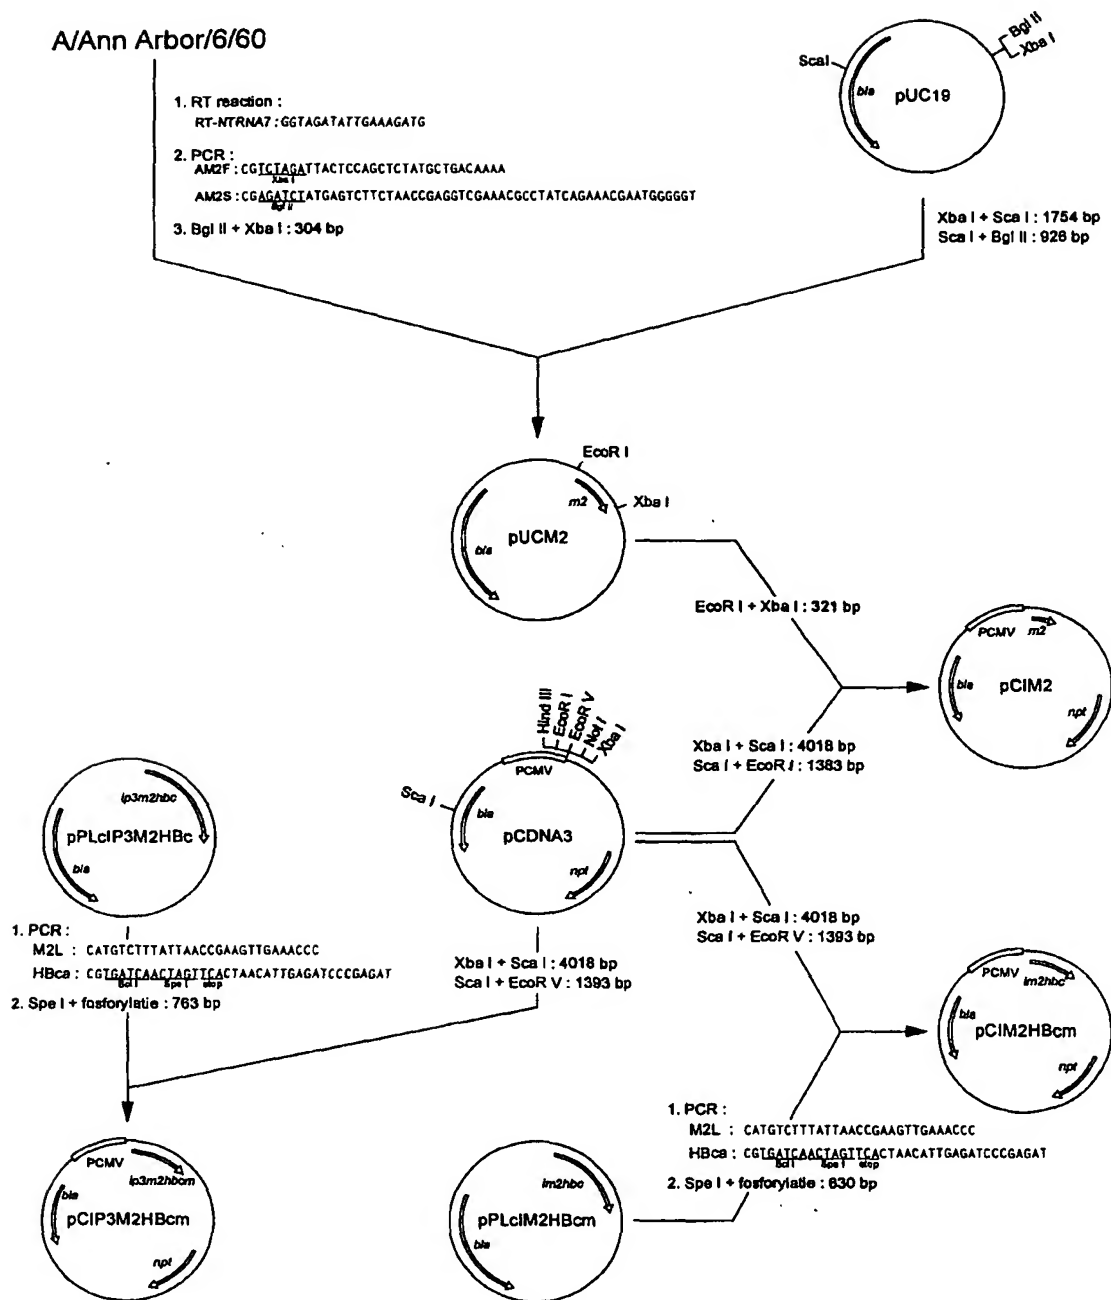 A/Ann Arbor/6/60
1. RT reaction :
RT-NTRNA7 : GGTAGATATTGAAAGATG
2. PCR :
AM2F : CGTCTAGATTACTCCAGCTCTATGCTGACAAAA
Xba I
AM2S : CGAGATCTATGAGTCTTCTAACCGAGGTCGAAACGCCTATCAGAAACGAATGGGGGT
Bgl II
3. Bgl II + Xba I : 304 bp
Bgl II
Xba I
ScaI
bla
pUC19
Xba I + Sca I : 1754 bp
Sca I + Bgl II : 926 bp
EcoR I
m2
Xba I
bla
pUCM2
EcoR I + Xba I : 321 bp
PCMV
m2
bla
pCIM2
npt
Hind III
EcoR I
EcoR V
Not I
Xba I
PCMV
Sca I
bla
pCDNA3
npt
Xba I + Sca I : 4018 bp
Sca I + EcoR I : 1383 bp
ip3m2hbc
pPLcIP3M2HBc
bla
1. PCR :
M2L : CATGTCTTTATTAACCGAAGTTGAAACCC
HBca : CGTGATCAACTAGTTCACTAACATTGAGATCCCGAGAT
Bcl I Spe I stop
2. Spe I + fosforylatie : 763 bp
Xba I + Sca I : 4018 bp
Sca I + EcoR V : 1393 bp
Xba I + Sca I : 4018 bp
Sca I + EcoR V : 1393 bp
PCMV
im2hbc
bla
pCIM2HBcm
npt
1. PCR :
M2L : CATGTCTTTATTAACCGAAGTTGAAACCC
HBca : CGTGATCAACTAGTTCACTAACATTGAGATCCCGAGAT
Bcl I Spe I stop
2. Spe I + fosforylatie : 630 bp
PCMV
ip3m2hbcm
bla
pCIP3M2HBcm
npt
im2hbc
pPLcIM2HBcm
bla